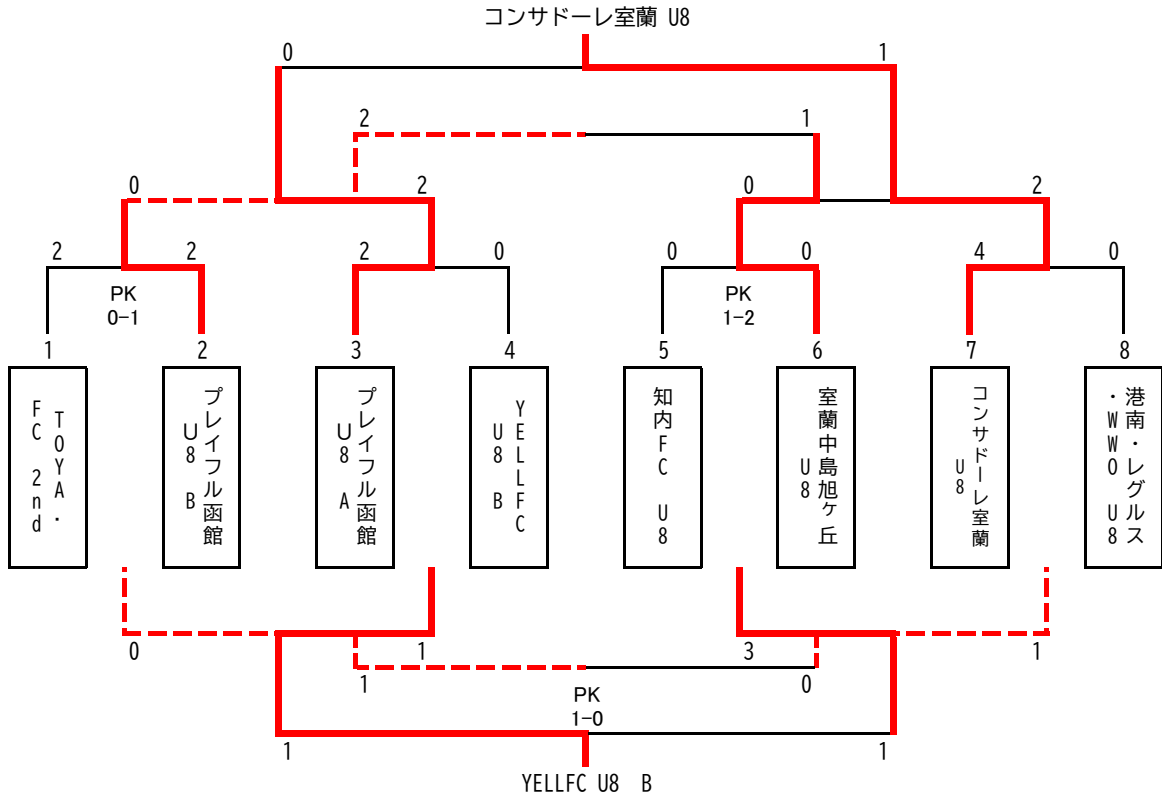 コンサドーレ室蘭 U8
0 1
2 1
0 2 0 2
2 2 2 0 0 0 4 0
PK PK
0-1 1-2
1 2 3 4 5 6 7 8
TOYA・
FC 2nd
プレイフル函館
U8 B
プレイフル函館
U8 A
YELLFC
U8 B
知内FC U8
室蘭中島旭ヶ丘
U8
コンサドーレ室蘭
U8
港南・レグルス
・WWO U8
0 1 3 1
1 0
PK
1-0
1 1
YELLFC U8 B